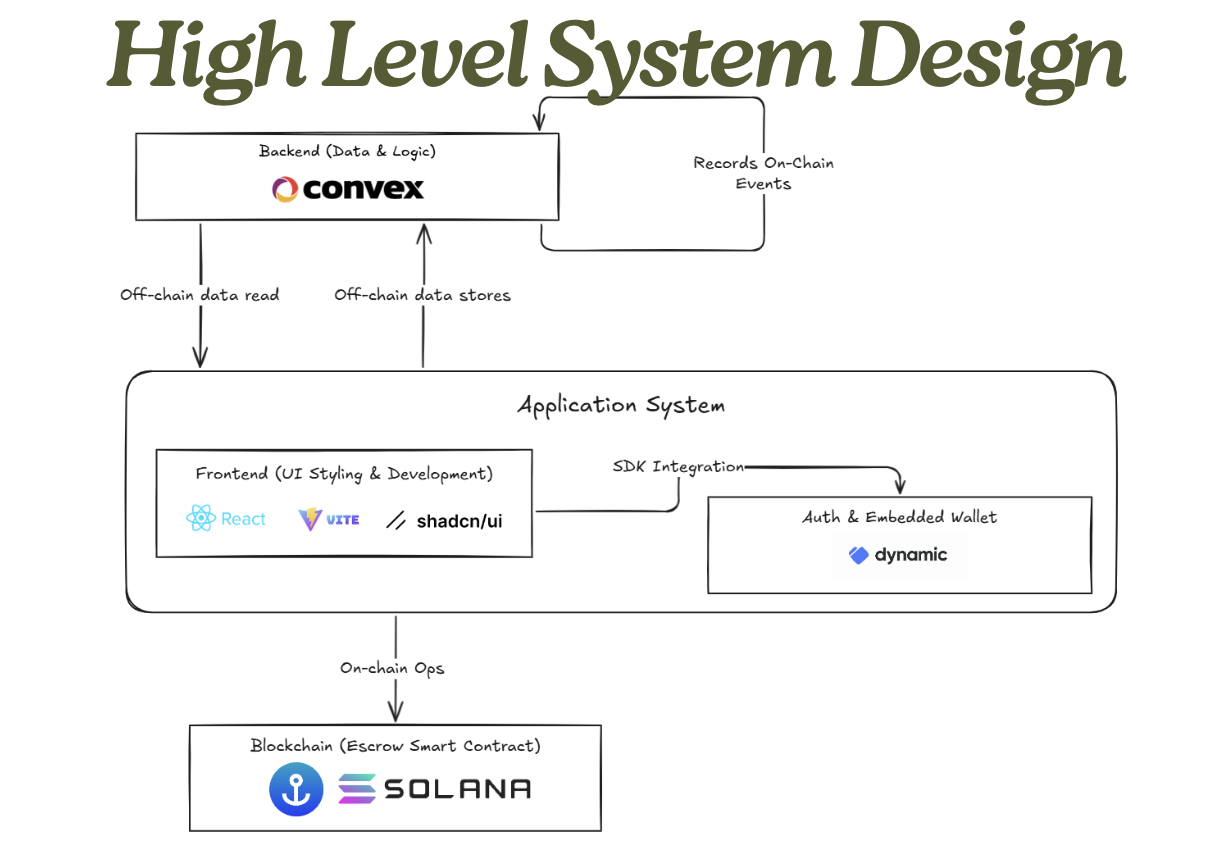 High Level System Design
Backend (Data & Logic)
convex
Records On-Chain
Events
Off-chain data read
Off-chain data stores
Application System
Frontend (UI Styling & Development)
React
VITE
shadcn/ui
SDK Integration
Auth & Embedded Wallet
dynamic
On-chain Ops
Blockchain (Escrow Smart Contract)
SOLANA